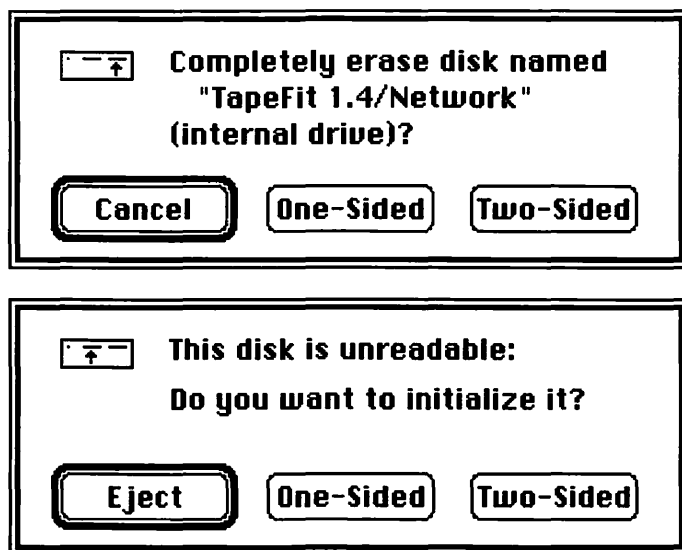 Completely erase disk named
"TapeFit 1.4/Network"
(internal drive)?
Cancel One-Sided Two-Sided
This disk is unreadable:
Do you want to initialize it?
Eject One-Sided Two-Sided